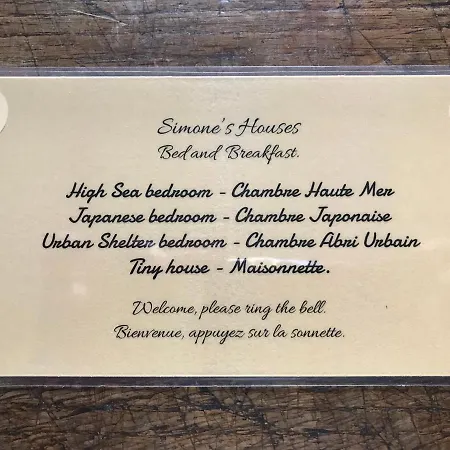 Simone's Houses
Bed and Breakfast.
High Sea bedroom - Chambre Haute Mer
Japanese bedroom - Chambre Japonaise
Urban Shelter bedroom - Chambre Abri Urbain
Tiny house - Maisonnette.
Welcome, please ring the bell.
Bienvenue, appuyez sur la sonnette.